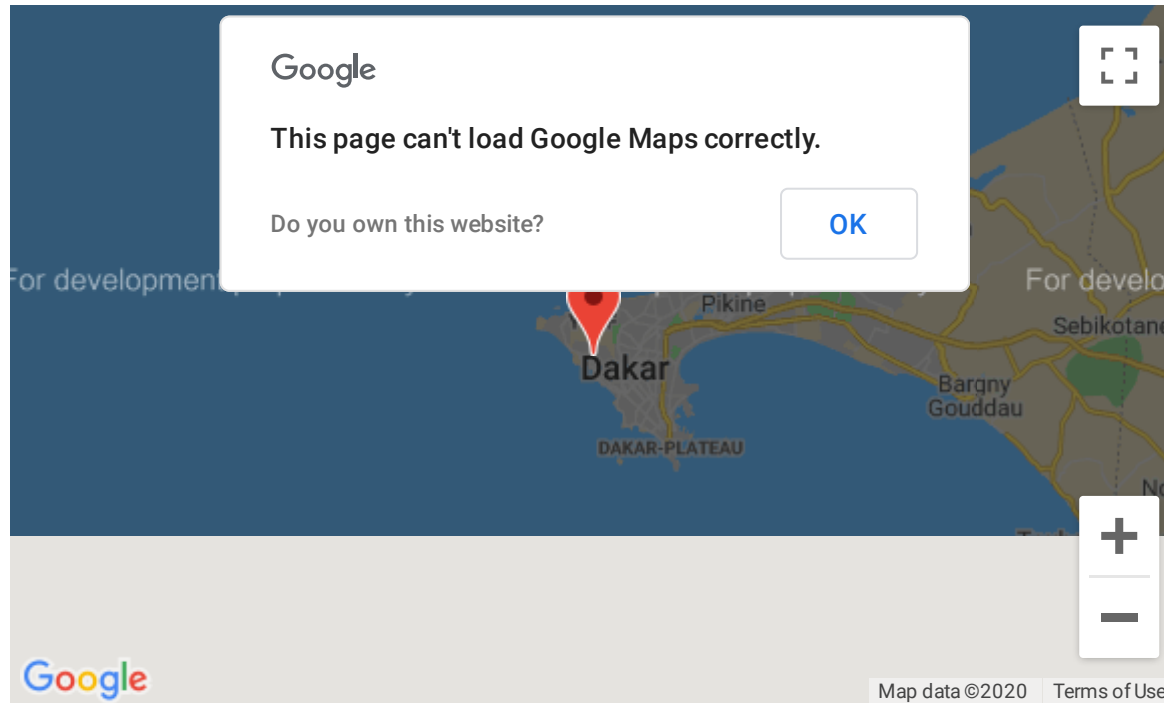 Google
This page can't load Google Maps correctly.
Do you own this website?
OK
For development
For develo
Pikine
Sebikotane
Dakar
Bargny
Gouddau
DAKAR-PLATEAU
Google
Map data ©2020
Terms of Use